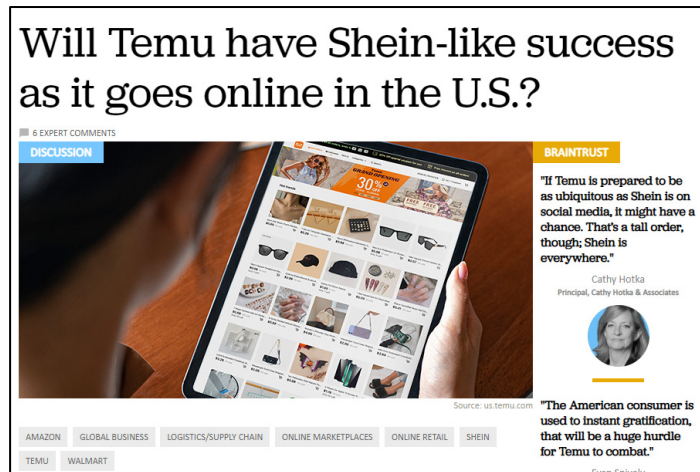 Will Temu have Shein-like success
as it goes online in the U.S.?
6 EXPERT COMMENTS
DISCUSSION
GRAND OPENING
30%
BRAINTRUST
"If Temu is prepared to be
as ubiquitous as Shein is on
social media, it might have a
chance. That's a tall order,
though; Shein is
everywhere."
Cathy Hotka
Principal, Cathy Hotka & Associates
Source: us.temu.com
"The American consumer is
used to instant gratification,
that will be a huge hurdle
for Temu to combat."
AMAZON
GLOBAL BUSINESS
LOGISTICS/SUPPLY CHAIN
ONLINE MARKETPLACES
ONLINE RETAIL
SHEIN
TEMU
WALMART